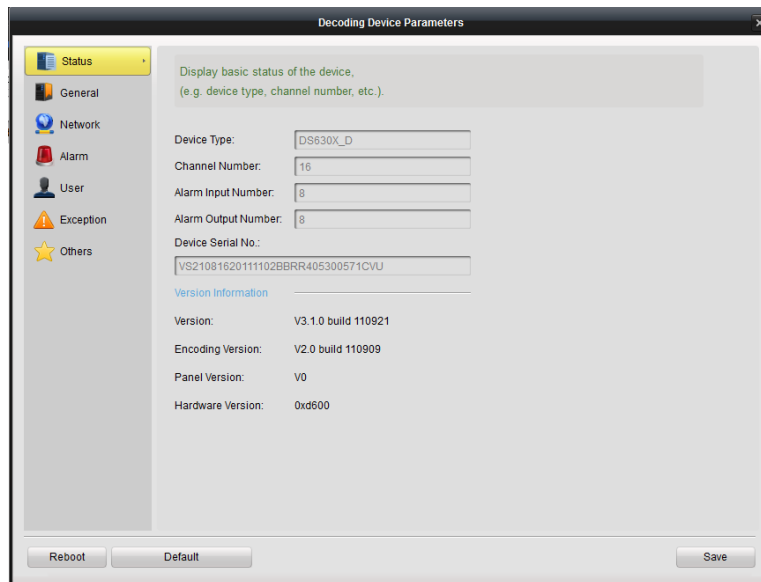 Decoding Device Parameters
Status
General
Network
Alarm
User
Exception
Others
Display basic status of the device,
(e.g. device type, channel number, etc.).
Device Type: DS630X_D
Channel Number: 16
Alarm Input Number: 8
Alarm Output Number: 8
Device Serial No.:
VS21081620111102BBRR405300571CVU
Version Information
Version: V3.1.0 build 110921
Encoding Version: V2.0 build 110909
Panel Version: V0
Hardware Version: 0xd600
Reboot Default Save